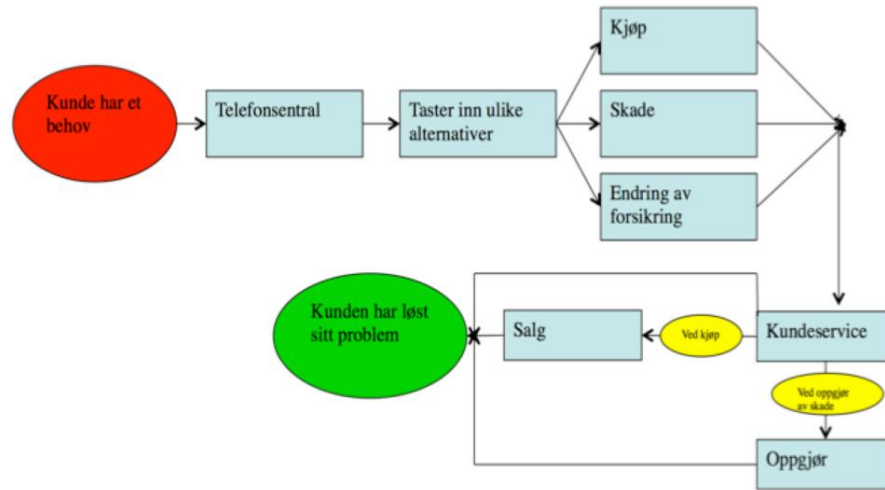 Kjøp
Kunde har et
behov
Telefonsentral
Taster inn ulike
alternativer
Skade
Endring av
forsikring
Kunden har løst
sitt problem
Salg
Ved kjøp
Kundeservice
Ved oppgjør
av skade
Oppgjør